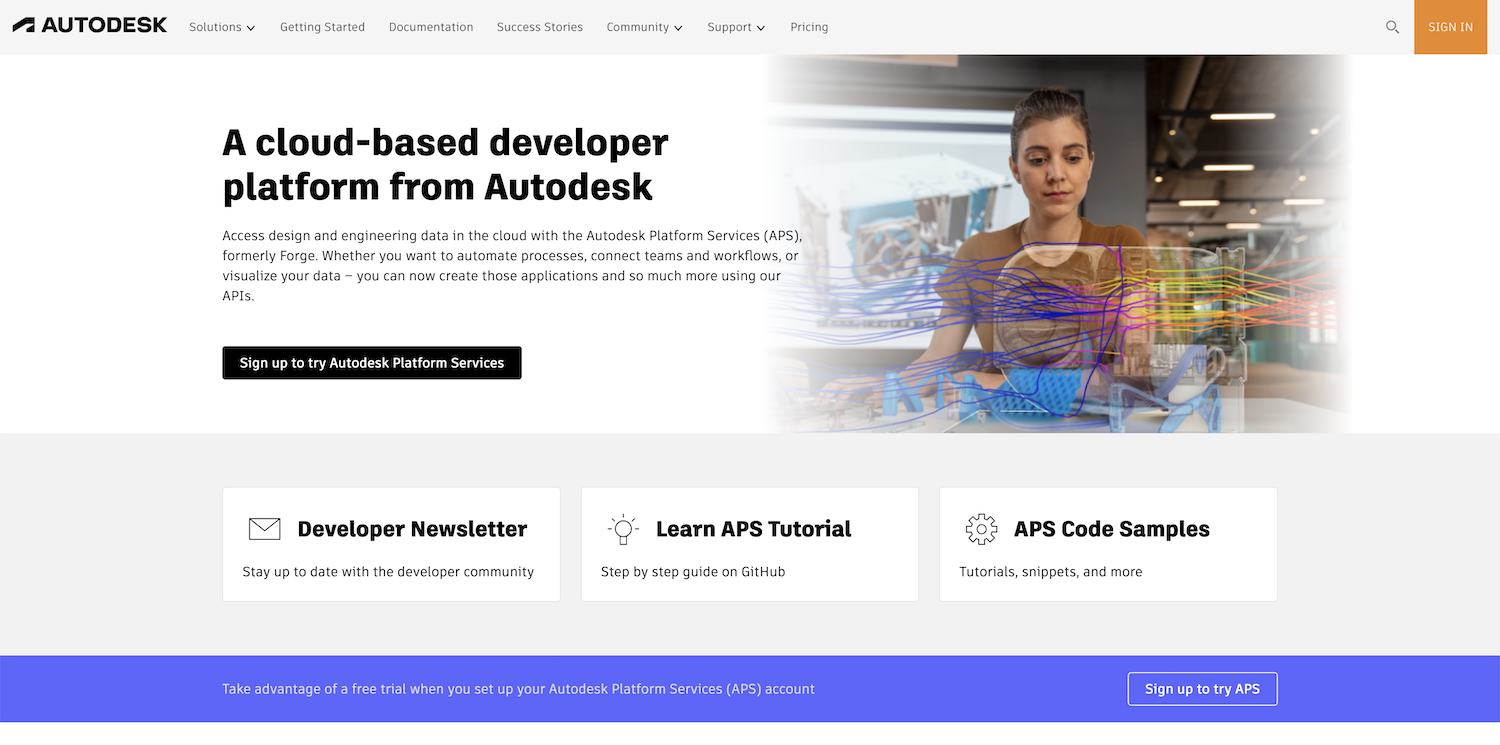 AUTODESK
Solutions
Getting Started
Documentation
Success Stories
Community
Support
Pricing
SIGN IN
A cloud-based developer
platform from Autodesk
Access design and engineering data in the cloud with the Autodesk Platform Services (APS),
formerly Forge. Whether you want to automate processes, connect teams and workflows, or
visualize your data – you can now create those applications and so much more using our
APIs.
Sign up to try Autodesk Platform Services
Developer Newsletter
Stay up to date with the developer community
Learn APS Tutorial
Step by step guide on GitHub
APS Code Samples
Tutorials, snippets, and more
Take advantage of a free trial when you set up your Autodesk Platform Services (APS) account
Sign up to try APS